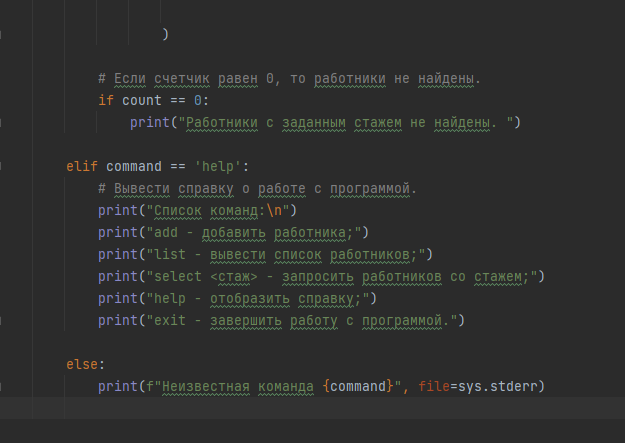 )
# Если счетчик равен 0, то работники не найдены.
if count == 0:
print("Работники с заданным стажем не найдены. ")
elif command == 'help':
# Вывести справку о работе с программой.
print("Список команд:\n")
print("add - добавить работника;")
print("list - вывести список работников;")
print("select <стаж> - запросить работников со стажем;")
print("help - отобразить справку;")
print("exit - завершить работу с программой.")
else:
print(f"Неизвестная команда {command}", file=sys.stderr)